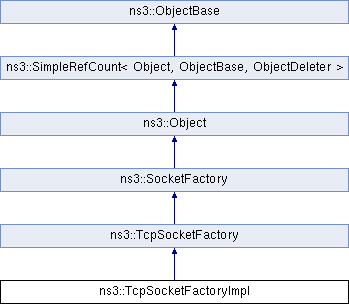 ns3::ObjectBase
ns3::SimpleRefCount< Object, ObjectBase, ObjectDeleter >
ns3::Object
ns3::SocketFactory
ns3::TcpSocketFactory
ns3::TcpSocketFactoryImpl